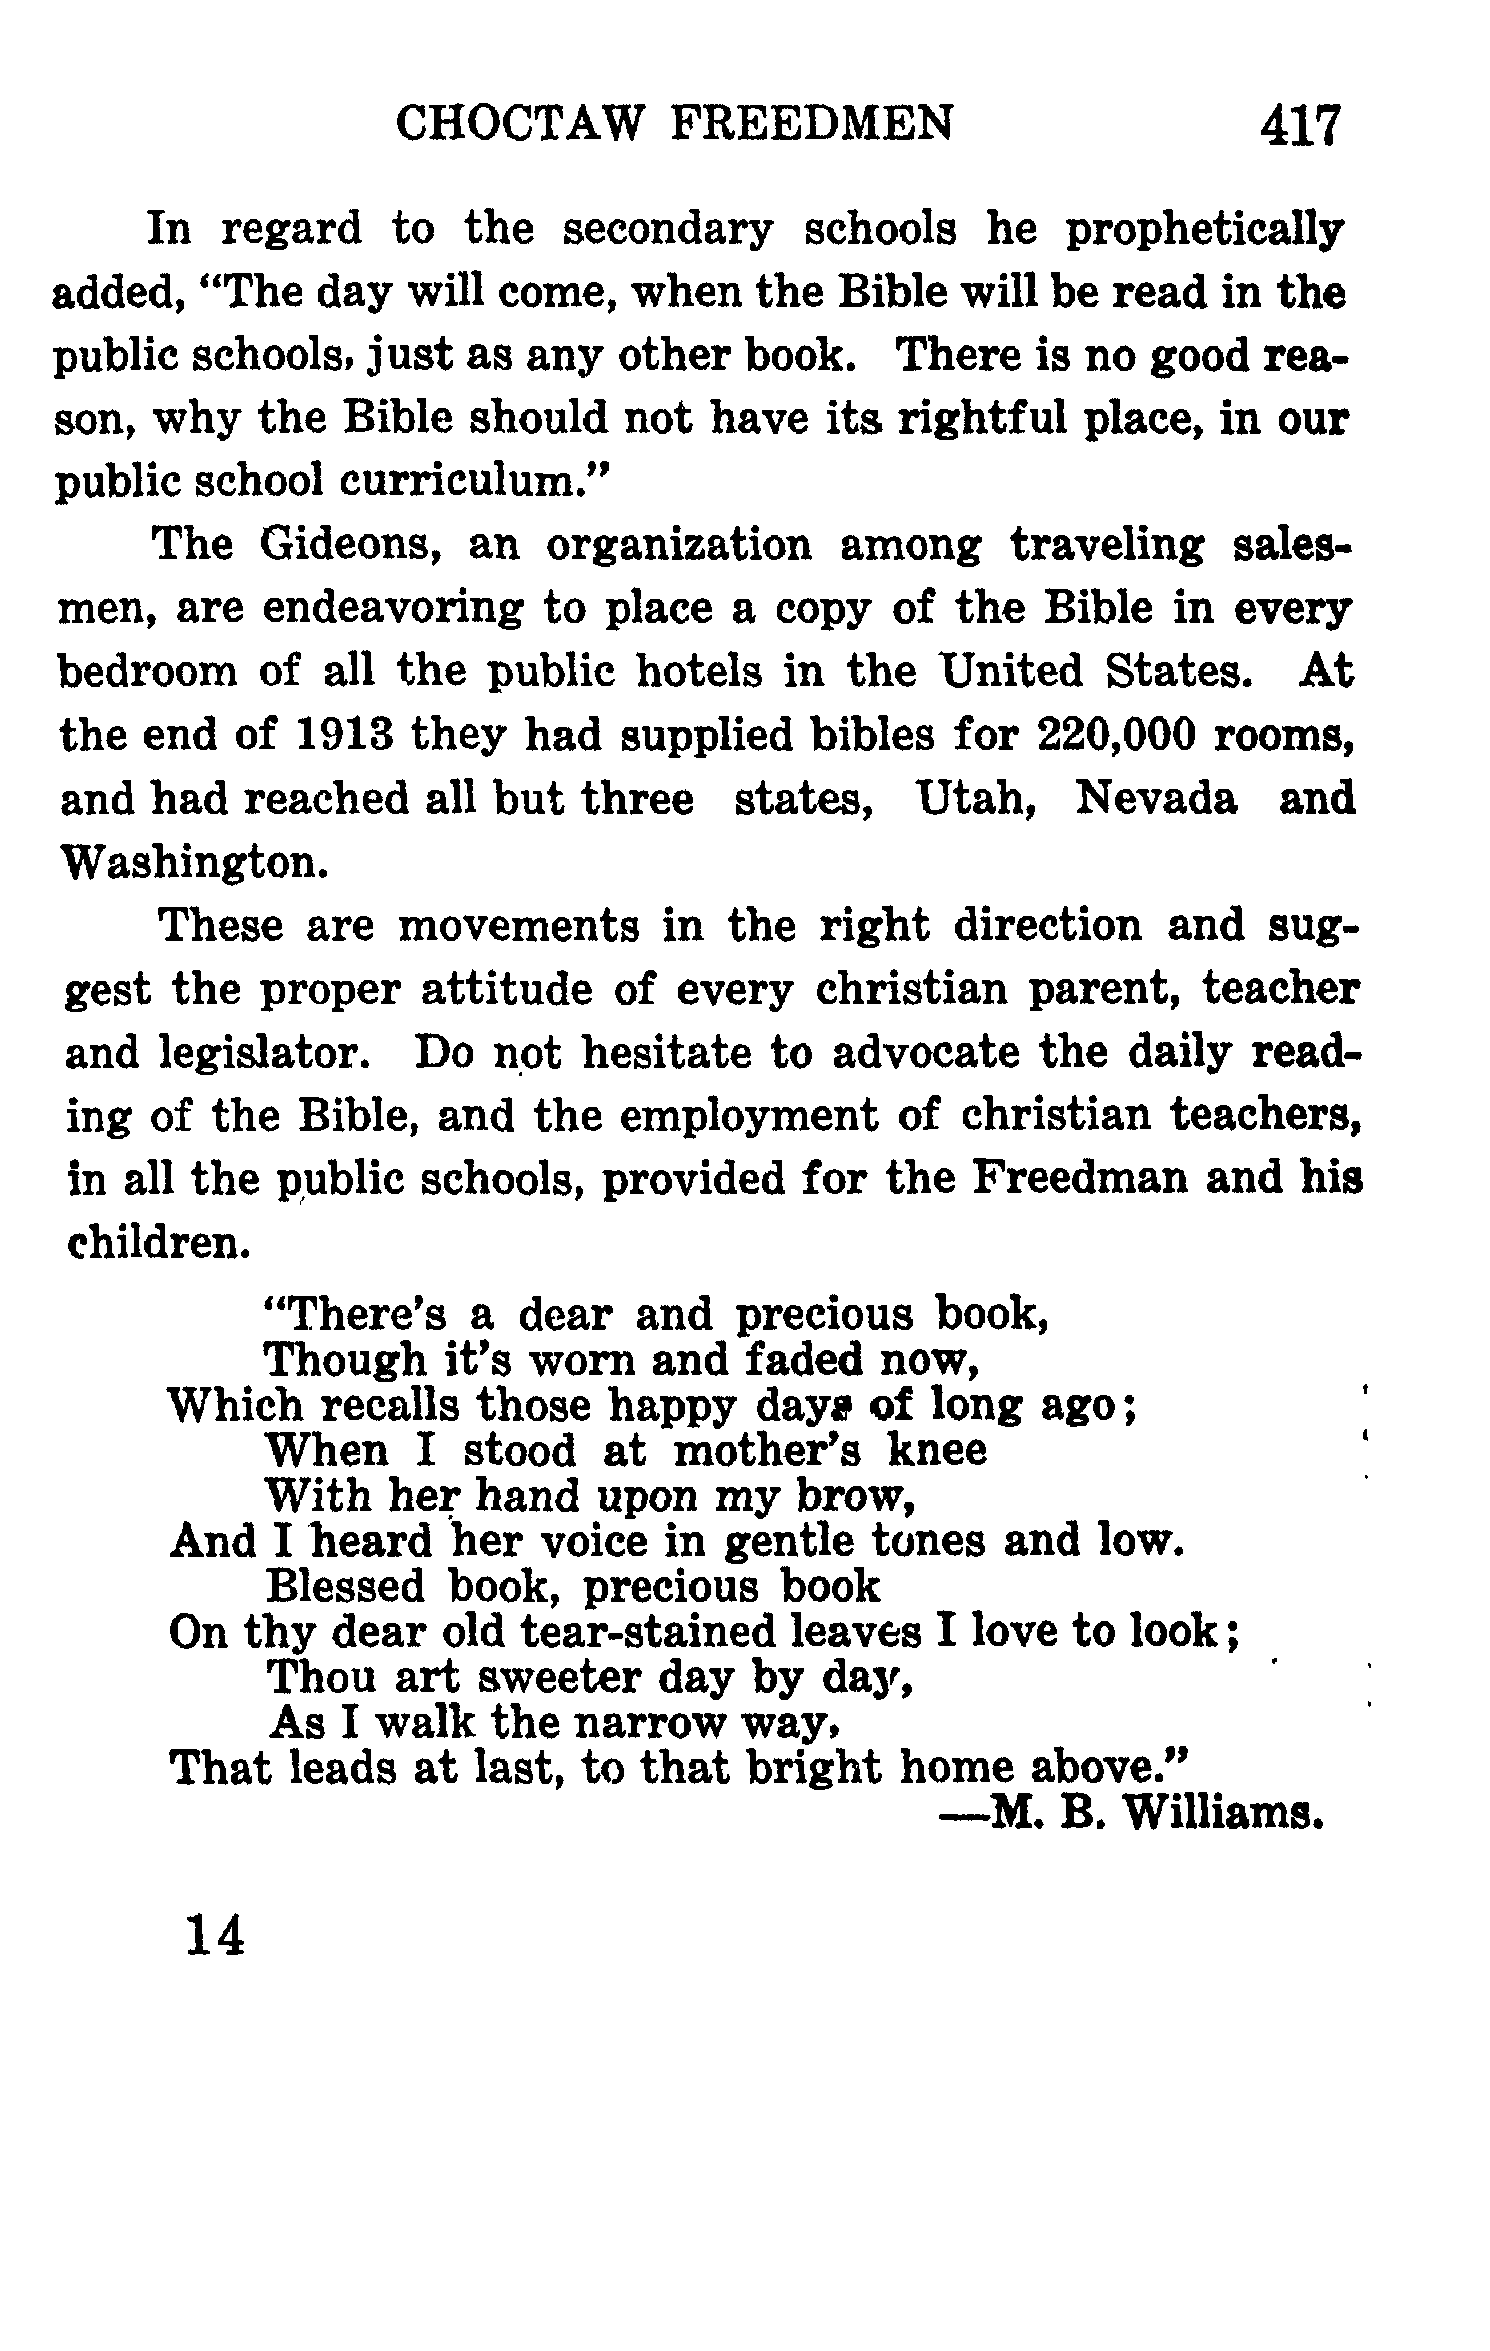 CHOCTAW FREEDMEN 417
In regard to the secondary schools he prophetically
added, “The day will come, when the Bible will be read in the
public schools, just as any other book. There is no good rea-
son, why the Bible should not have its rightful place, in our
public school curriculum.”
The Gideons, an organization among traveling sales-
men, are endeavoring to place a copy of the Bible in every
bedroom of all the public hotels in the United States. At
the end of 1913 they had supplied bibles for 220,000 rooms,
and had reached all but three states, Utah, Nevada and
Washington.
These are movements in the right direction and sug-
gest the proper attitude of every christian parent, teacher
and legislator. Do not hesitate to advocate the daily read-
ing of the Bible, and the employment of christian teachers,
in all the public schools, provided for the Freedman and his
children.
“There’s a dear and precious book,
Though it’s worn and faded now,
Which recalls those happy days of long ago;
When I stood at mother’s knee
With her hand upon my brow,
And I heard her voice in gentle tones and low.
Blessed book, precious book
On thy dear old tear-stained leaves I love to look;
Thou art sweeter day by day,
As I walk the narrow way,
That leads at last, to that bright home above.”
—M. B. Williams.
14